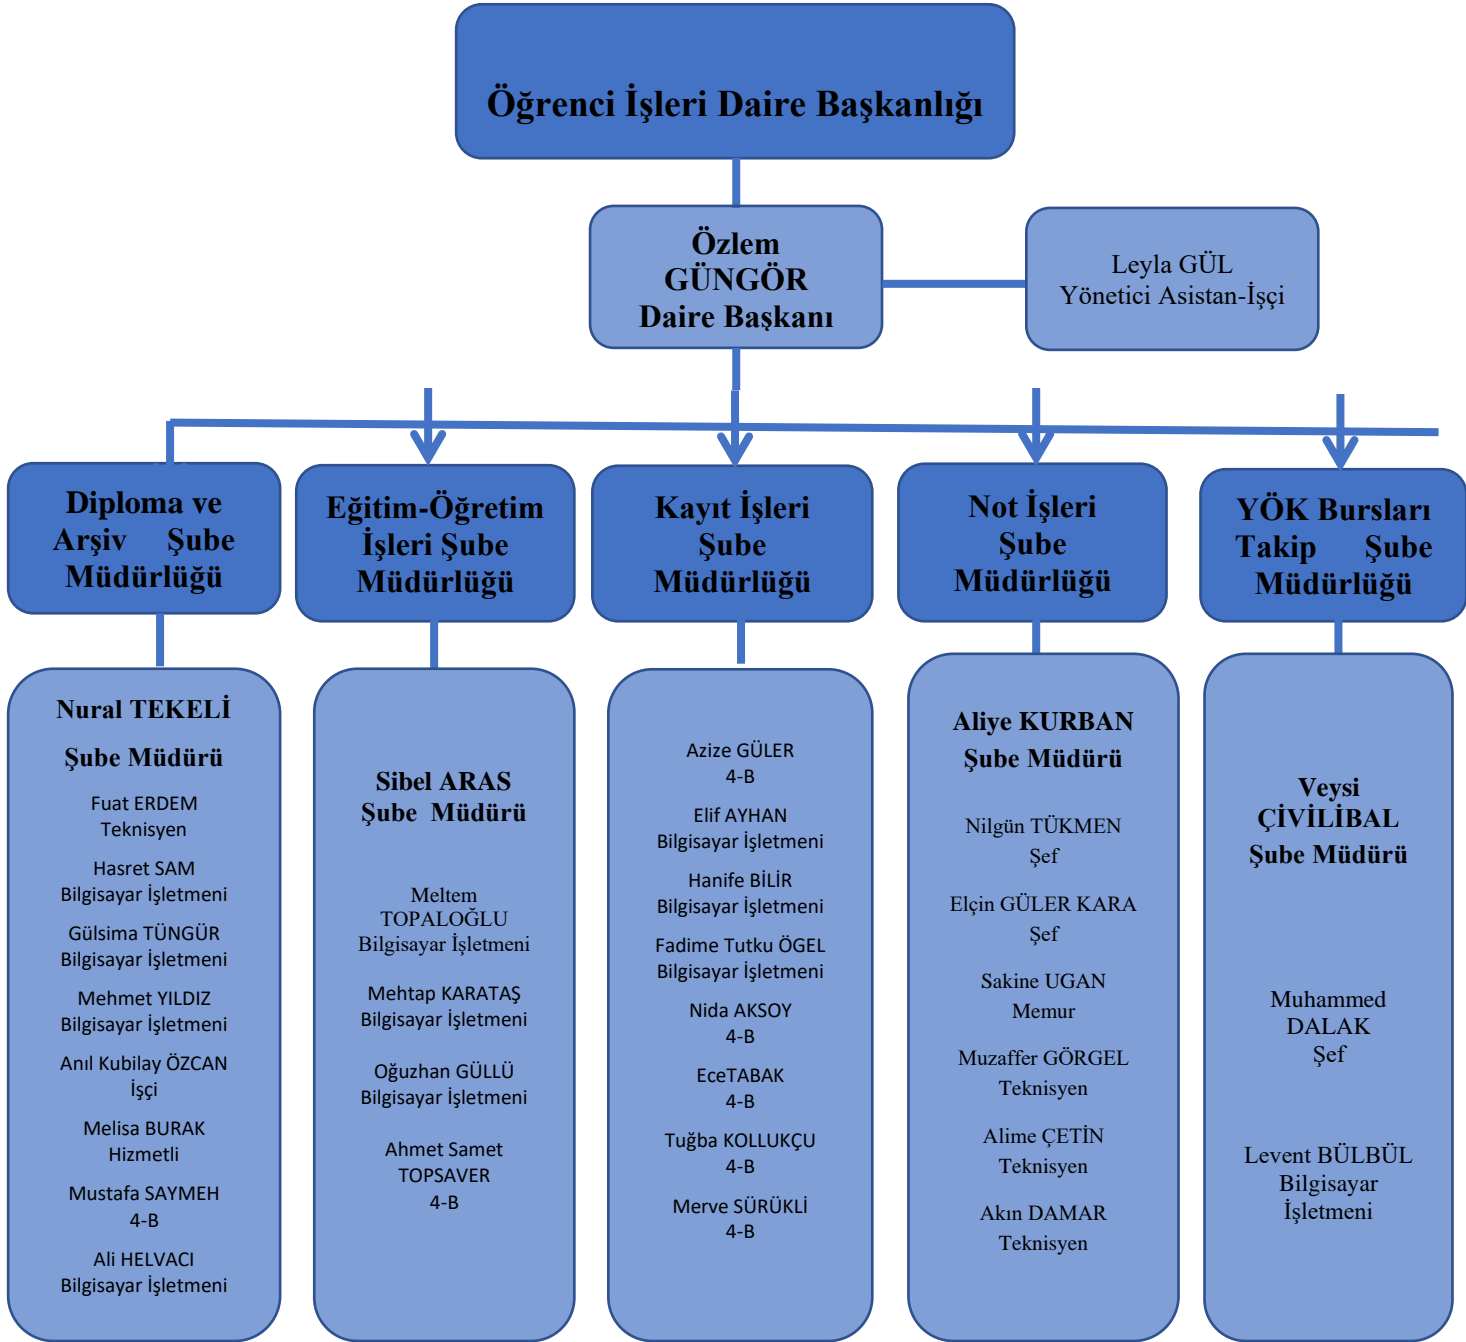 Öğrenci İşleri Daire Başkanlığı
Özlem
GÜNGÖR
Daire Başkanı
Leyla GÜL
Yönetici Asistan-İşçi
Diploma ve
Arşiv Şube
Müdürlüğü
Eğitim-Öğretim
İşleri Şube
Müdürlüğü
Kayıt İşleri
Şube
Müdürlüğü
Not İşleri
Şube
Müdürlüğü
YÖK Bursları
Takip Şube
Müdürlüğü
Nural TEKELİ
Şube Müdürü
Fuat ERDEM
Teknisyen
Hasret SAM
Bilgisayar İşletmeni
Gülsima TÜNGÜR
Bilgisayar İşletmeni
Mehmet YILDIZ
Bilgisayar İşletmeni
Anıl Kubilay ÖZCAN
İşçi
Melisa BURAK
Hizmetli
Mustafa SAYMEH
4-B
Ali HELVACI
Bilgisayar İşletmeni
Sibel ARAS
Şube Müdürü
Meltem
TOPALOĞLU
Bilgisayar İşletmeni
Mehtap KARATAŞ
Bilgisayar İşletmeni
Oğuzhan GÜLLÜ
Bilgisayar İşletmeni
Ahmet Samet
TOPSAVER
4-B
Azize GÜLER
4-B
Elif AYHAN
Bilgisayar İşletmeni
Hanife BİLİR
Bilgisayar İşletmeni
Fadime Tutku ÖGEL
Bilgisayar İşletmeni
Nida AKSOY
4-B
EceTABAK
4-B
Tuğba KOLLUKÇU
4-B
Merve SÜRÜKLİ
4-B
Aliye KURBAN
Şube Müdürü
Nilgün TÜKMEN
Şef
Elçin GÜLER KARA
Şef
Sakine UGAN
Memur
Muzaffer GÖRGEL
Teknisyen
Alime ÇETİN
Teknisyen
Akın DAMAR
Teknisyen
Veysi
ÇİVİLİBAL
Şube Müdürü
Muhammed
DALAK
Şef
Levent BÜLBÜL
Bilgisayar
İşletmeni